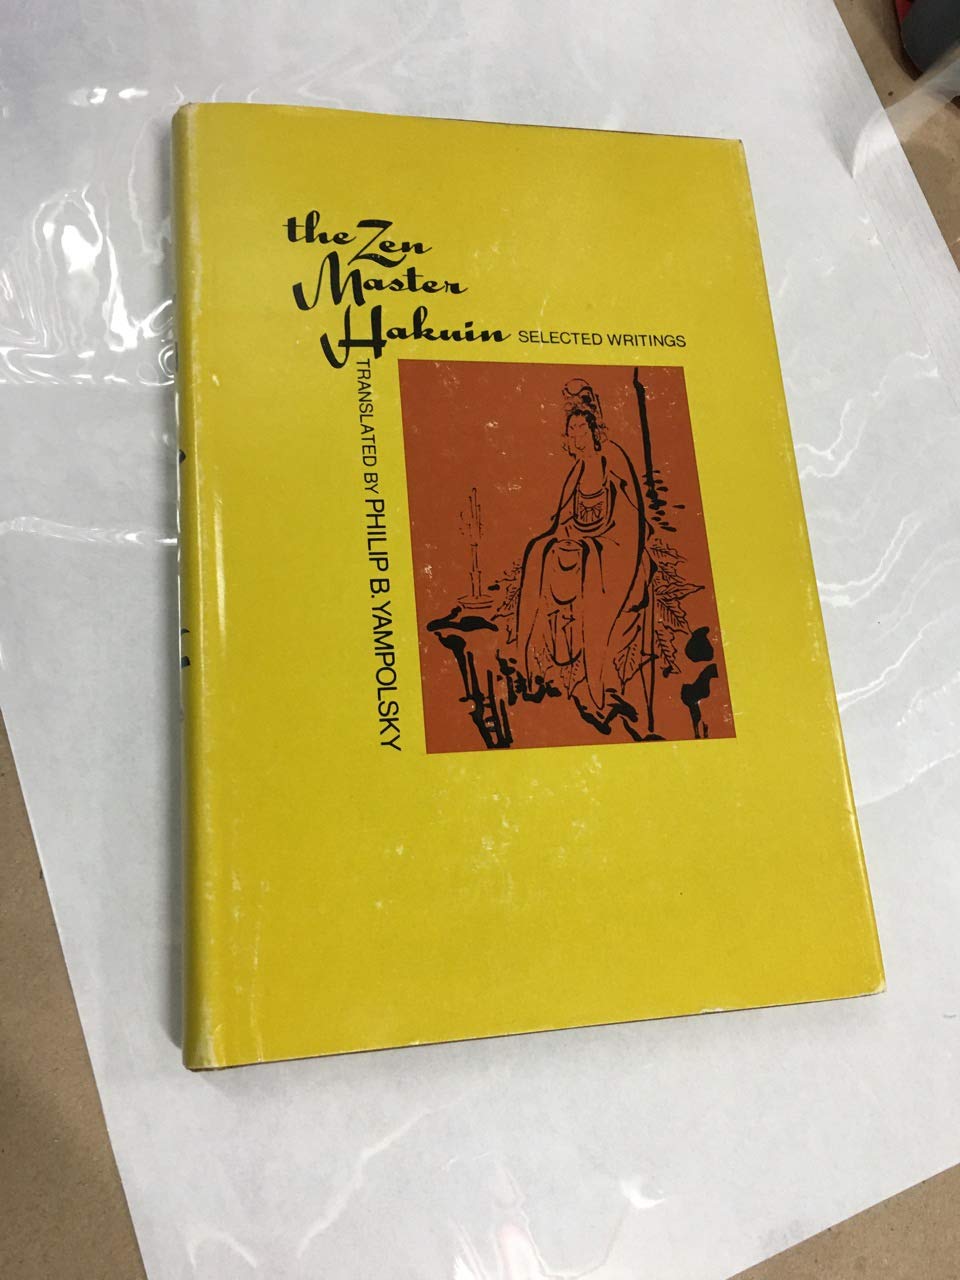 the Zen
Master
Hakuin SELECTED WRITINGS
TRANSLATED BY PHILIP B. YAMPOLSKY